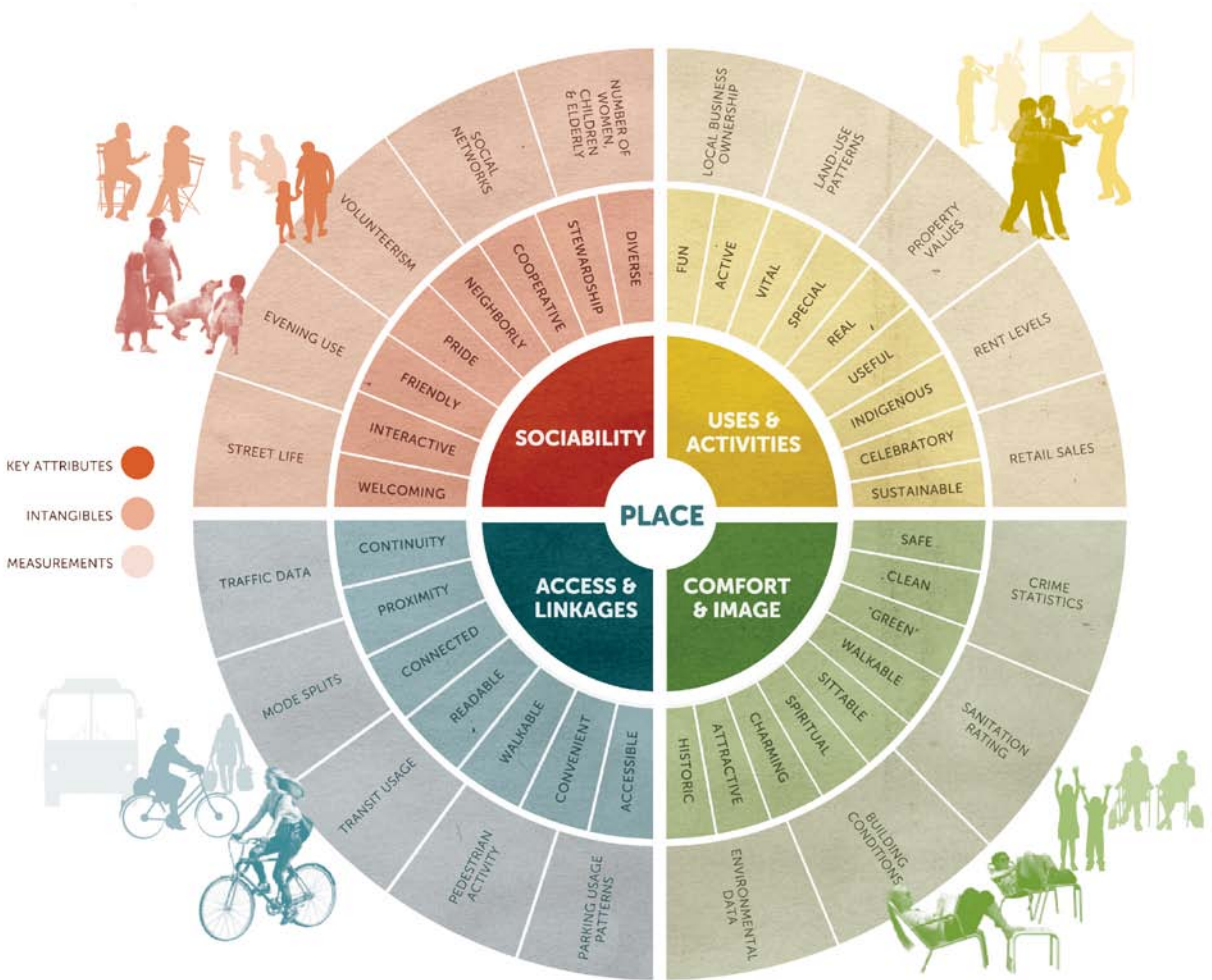 NUMBER OF
WOMEN,
CHILDREN
& ELDERLY
SOCIAL
NETWORKS
VOLUNTEERISM
EVENING USE
STREET LIFE
LOCAL BUSINESS
OWNERSHIP
LAND-USE
PATTERNS
PROPERTY
VALUES
RENT LEVELS
RETAIL SALES
DIVERSE
STEWARDSHIP
COOPERATIVE
NEIGHBORLY
PRIDE
FRIENDLY
INTERACTIVE
WELCOMING
FUN
ACTIVE
VITAL
SPECIAL
REAL
USEFUL
INDIGENOUS
CELEBRATORY
SUSTAINABLE
SOCIABILITY
USES &
ACTIVITIES
PLACE
ACCESS &
LINKAGES
COMFORT
& IMAGE
KEY ATTRIBUTES
INTANGIBLES
MEASUREMENTS
CONTINUITY
PROXIMITY
CONNECTED
READABLE
WALKABLE
CONVENIENT
ACCESSIBLE
SAFE
CLEAN
"GREEN"
WALKABLE
SITTABLE
SPIRITUAL
CHARMING
ATTRACTIVE
HISTORIC
TRAFFIC DATA
MODE SPLITS
TRANSIT USAGE
PEDESTRIAN
ACTIVITY
PARKING USAGE
PATTERNS
CRIME
STATISTICS
SANITATION
RATING
BUILDING
CONDITIONS
ENVIRONMENTAL
DATA